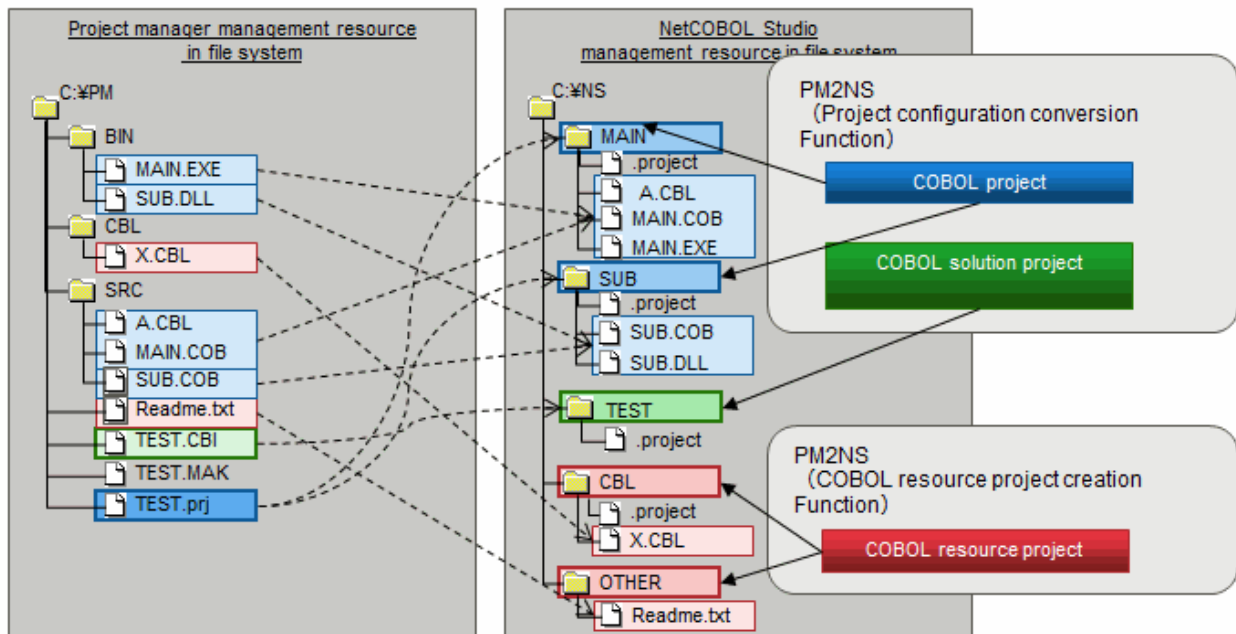 Project manager management resource
in file system
C:¥PM
BIN
MAIN.EXE
SUB.DLL
CBL
X.CBL
SRC
A.CBL
MAIN.COB
SUB.COB
Readme.txt
TEST.CBI
TEST.MAK
TEST.prj
NetCOBOL Studio
management resource in file system
C:¥NS
MAIN
.project
A.CBL
MAIN.COB
MAIN.EXE
SUB
.project
SUB.COB
SUB.DLL
TEST
.project
CBL
.project
X.CBL
OTHER
Readme.txt
PM2NS
（Project configuration conversion
Function）
COBOL project
COBOL solution project
PM2NS
（COBOL resource project creation
Function）
COBOL resource project